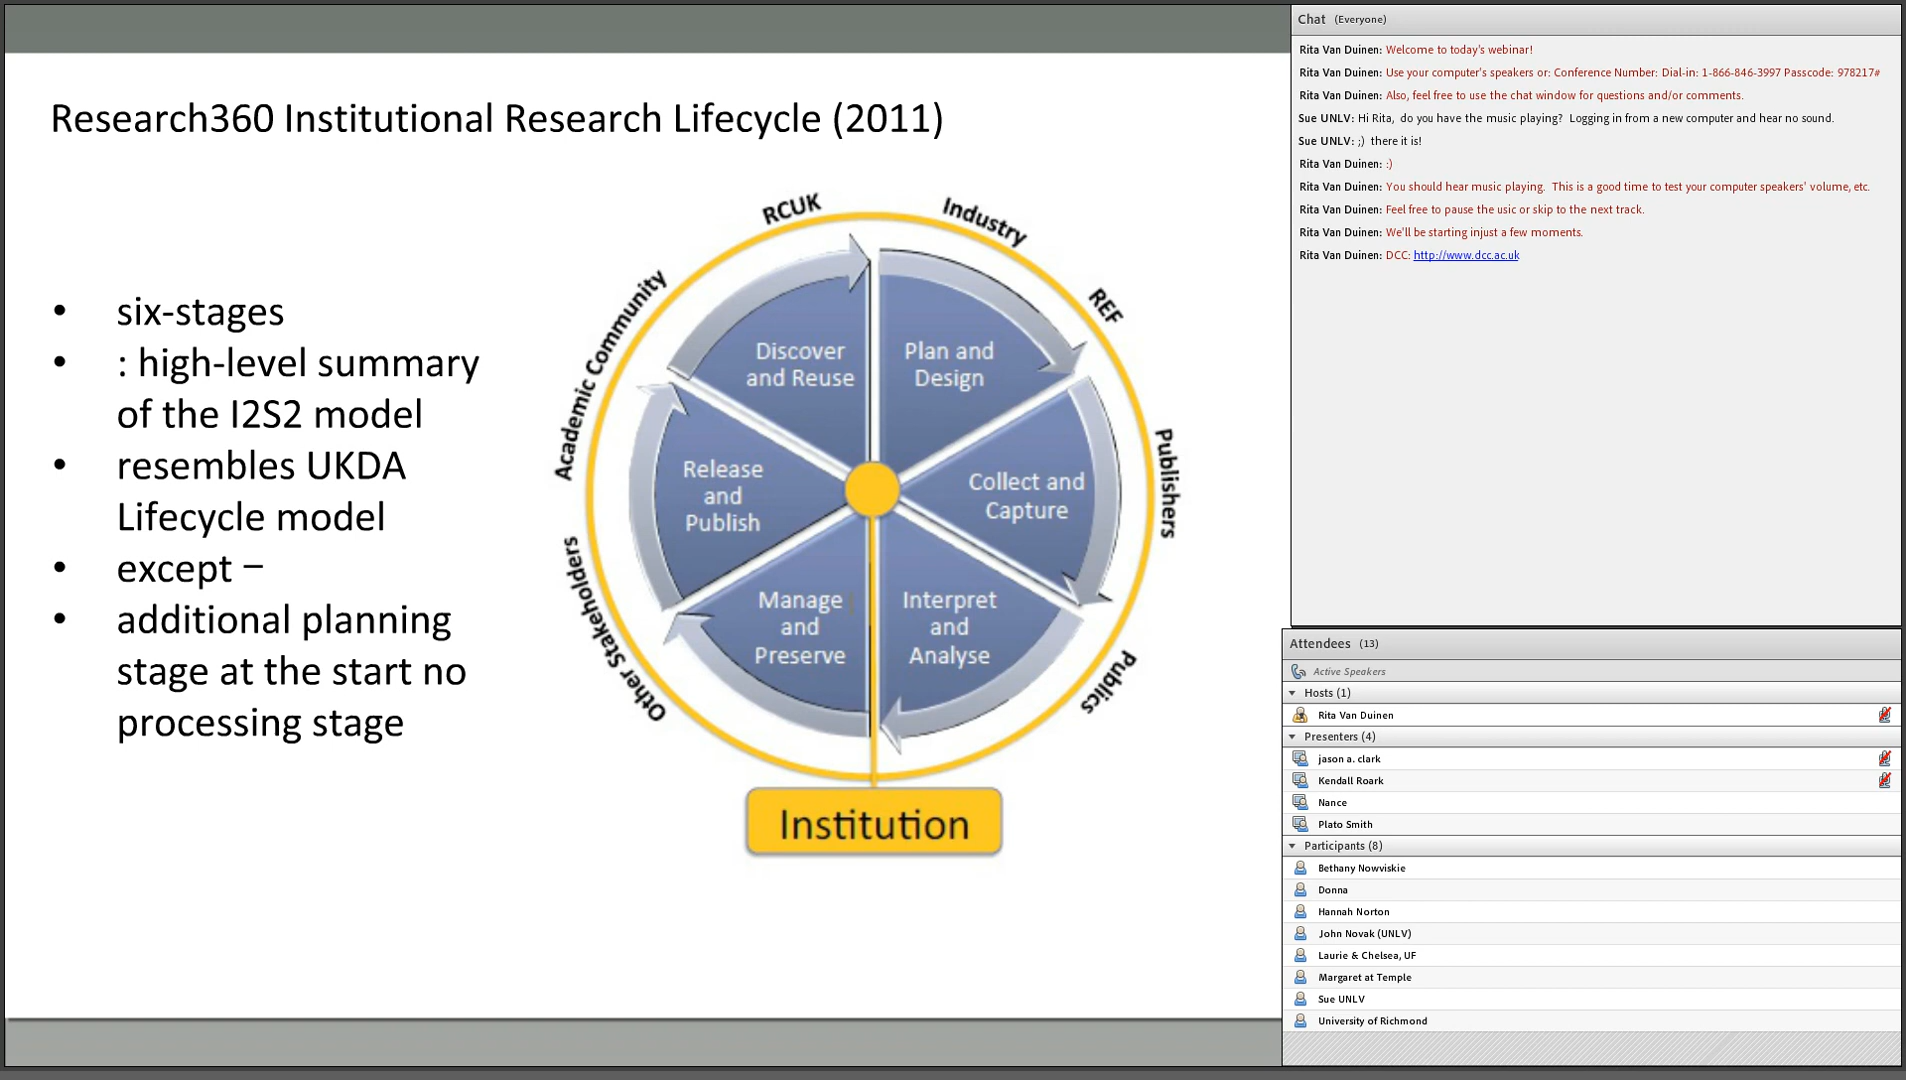 Research360 Institutional Research Lifecycle (2011)
• six-stages
• : high-level summary
of the I2S2 model
• resembles UKDA
Lifecycle model
• except –
• additional planning
stage at the start no
processing stage
RCUK
Industry
REF
Publishers
Publics
Other Stakeholders
Academic Community
Discover
and Reuse
Plan and
Design
Collect and
Capture
Interpret
and
Analyse
Manage
and
Preserve
Release
and
Publish
Institution
Chat (Everyone)
Rita Van Duinen: Welcome to today's webinar!
Rita Van Duinen: Use your computer's speakers or: Conference Number: Dial-in: 1-866-846-3997 Passcode: 978217#
Rita Van Duinen: Also, feel free to use the chat window for questions and/or comments.
Sue UNLV: Hi Rita, do you have the music playing? Logging in from a new computer and hear no sound.
Sue UNLV: ;) there it is!
Rita Van Duinen: :)
Rita Van Duinen: You should hear music playing. This is a good time to test your computer speakers' volume, etc.
Rita Van Duinen: Feel free to pause the usic or skip to the next track.
Rita Van Duinen: We'll be starting injust a few moments.
Rita Van Duinen: DCC: http://www.dcc.ac.uk
Attendees (13)
Active Speakers
Hosts (1)
Rita Van Duinen
Presenters (4)
jason a. clark
Kendall Roark
Nance
Plato Smith
Participants (8)
Bethany Nowviskie
Donna
Hannah Norton
John Novak (UNLV)
Laurie & Chelsea, UF
Margaret at Temple
Sue UNLV
University of Richmond